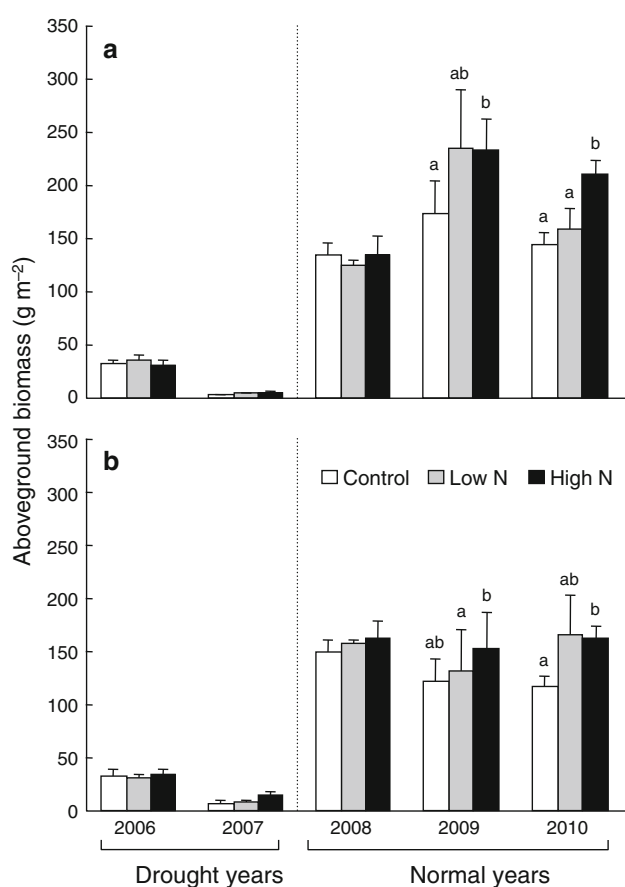 350
a
ab
300
b
250
b
a
200
a
a
150
100
50
0
Aboveground biomass (g m⁻²)
350
b
300
Control Low N High N
250
200
ab
a b
ab
b
150
a
100
50
0
2006 2007 2008 2009 2010
Drought years Normal years